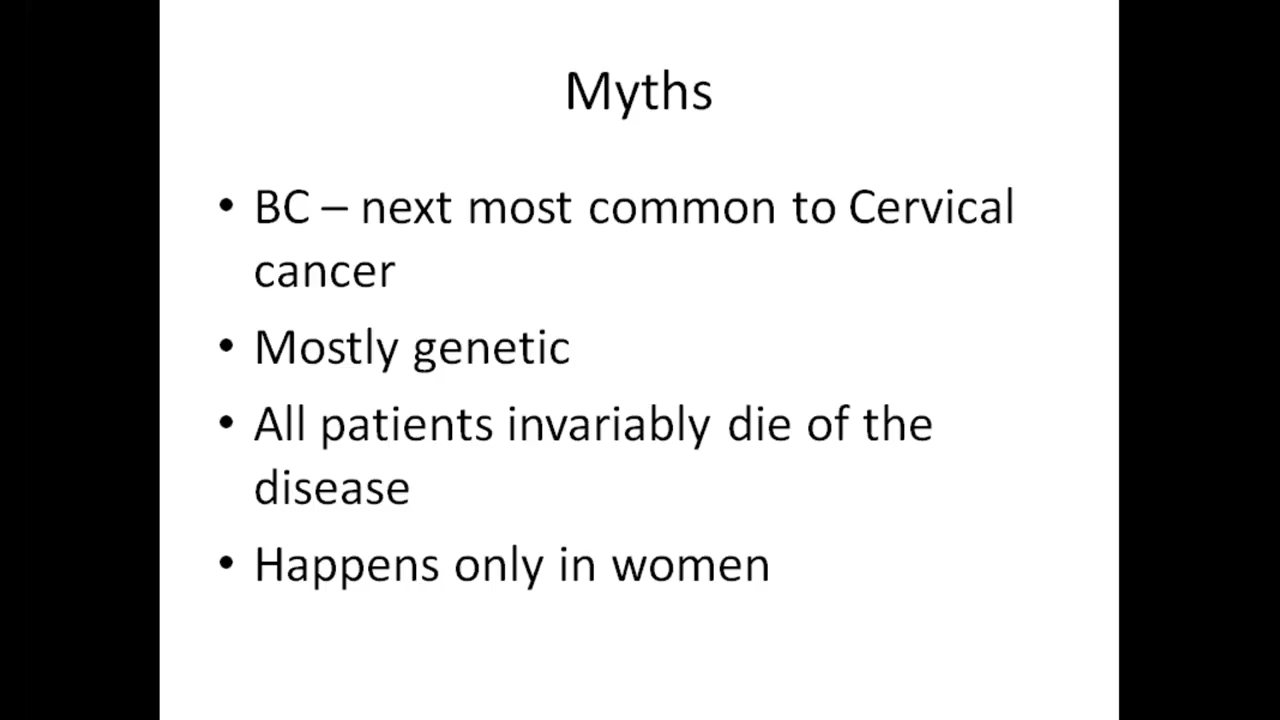 Myths
• BC – next most common to Cervical
cancer
• Mostly genetic
• All patients invariably die of the
disease
• Happens only in women